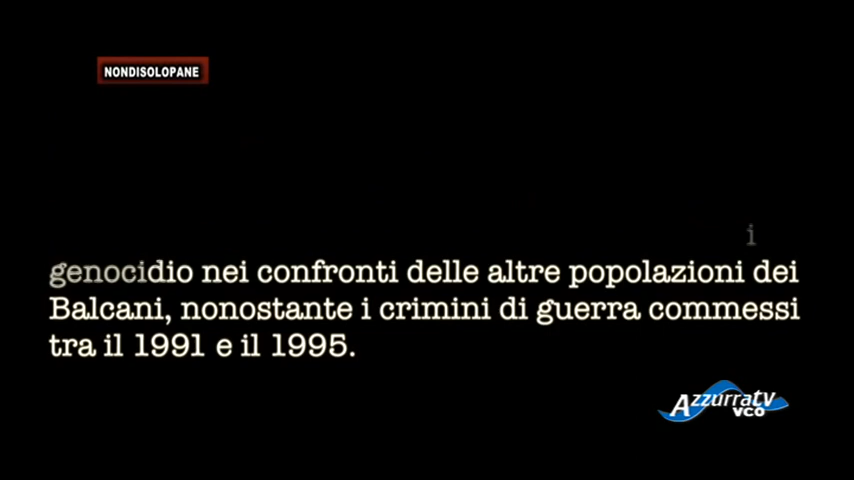 NONDISOLOPANE
i
genocidio nei confronti delle altre popolazioni dei
Balcani, nonostante i crimini di guerra commessi
tra il 1991 e il 1995.
Azzurratv
vco